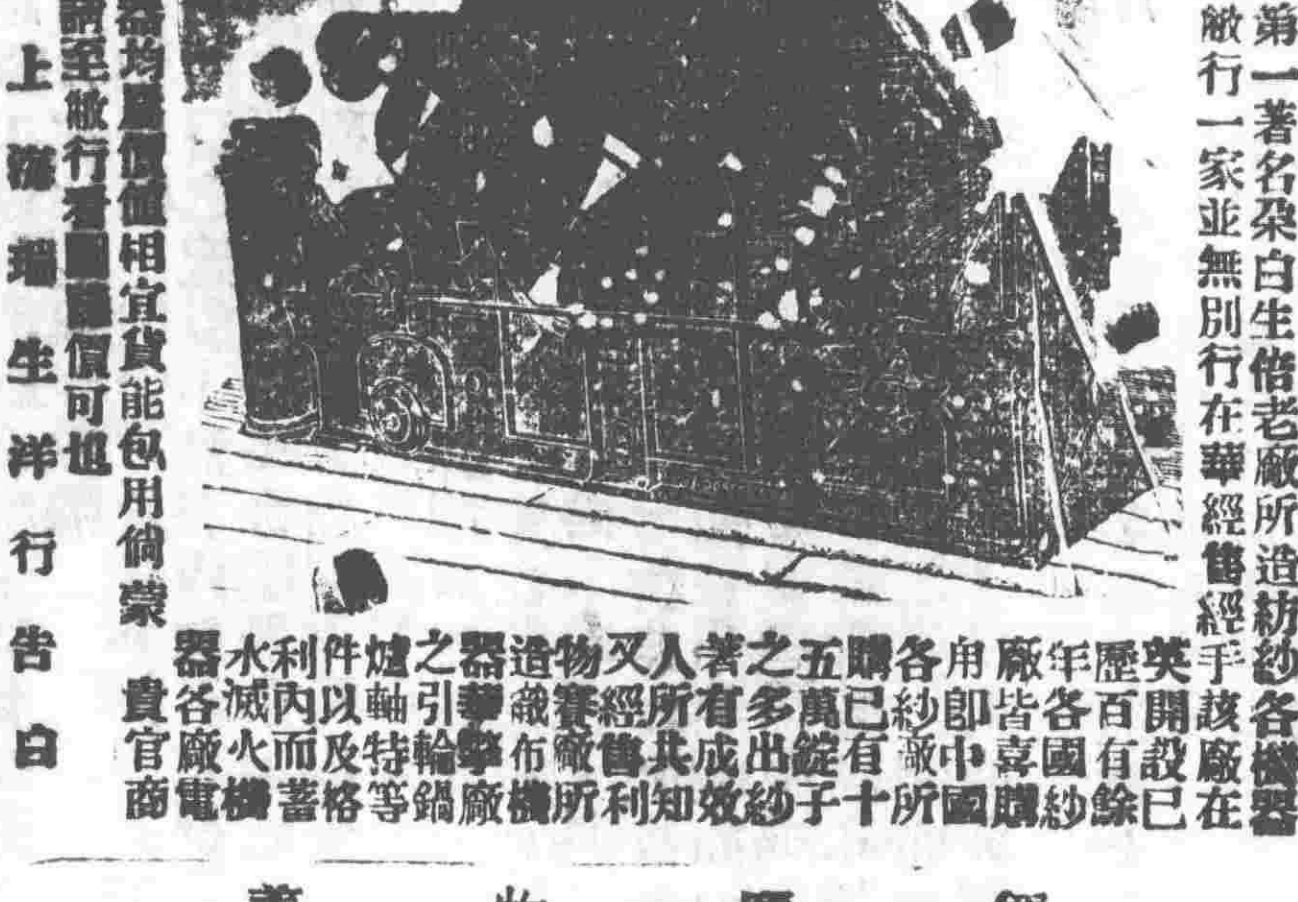 第一著名朶白生偕老廠所造紡紗各機器
敝行一家並無別行在華經售經手該廠在
英開設已
歷百有餘
年各國紗
廠皆喜購
用即中國
各紗廠所
購已有十
五萬錠子
之多出紗
著有成效
人所共知
又經售利
物賽廠所
造織布機
器華擎廠
之引輪鍋
爐軸特等
件以及格
利內而蓄
水滅火機
器各廠電
器均屬價值相宜貨能包用倘蒙 貴官商
請至敝行看圖議價可也
上海瑞生洋行告白